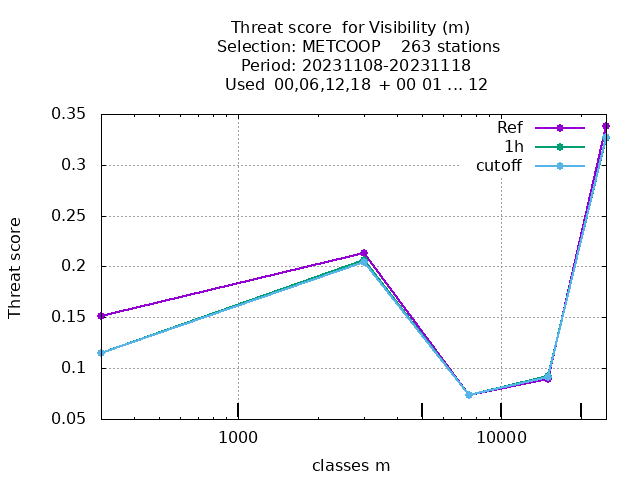 Threat score for Visibility (m)
Selection: METCOOP 263 stations
Period: 20231108-20231118
Used 00,06,12,18 + 00 01 ... 12
Threat score
0.35
0.3
0.25
0.2
0.15
0.1
0.05
Ref
1h
cutoff
1000
10000
classes m